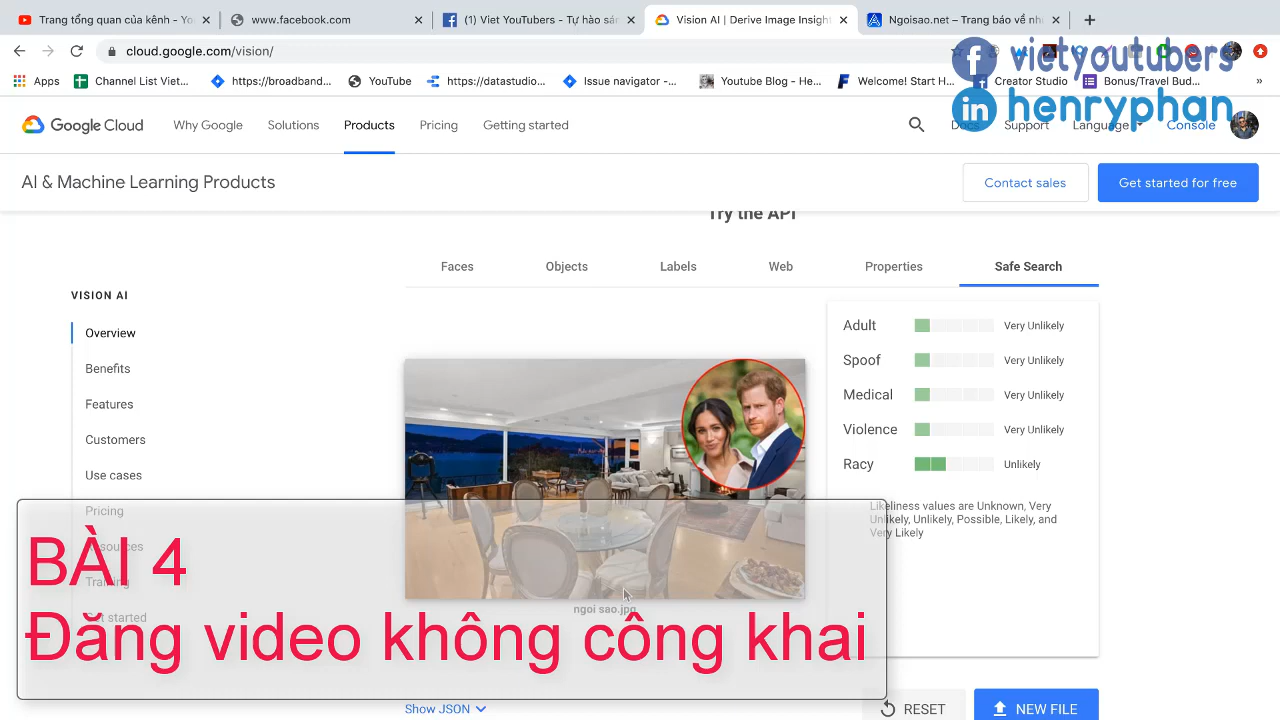 Trang tổng quan của kênh - Yo
www.facebook.com
(1) Viet YouTubers - Tự hào sán
Vision AI | Derive Image Insight
Ngoisao.net – Trang báo về nh
cloud.google.com/vision/
vietyoutubers
Apps
Channel List Viet...
https://broadband...
YouTube
https://datastudio...
Issue navigator -...
Youtube Blog - He...
Welcome! Start H...
Creator Studio
Bonus/Travel Bud...
henryphan
Google Cloud
Why Google
Solutions
Products
Pricing
Getting started
Docs
Support
Language
Console
AI & Machine Learning Products
Contact sales
Get started for free
Try the API
Faces
Objects
Labels
Web
Properties
Safe Search
VISION AI
Overview
Benefits
Features
Customers
Use cases
Pricing
Resources
Training
Get started
Adult
Very Unlikely
Spoof
Very Unlikely
Medical
Very Unlikely
Violence
Very Unlikely
Racy
Unlikely
Likeliness values are Unknown, Very
Unlikely, Unlikely, Possible, Likely, and
Very Likely
ngoi sao.jpg
BÀI 4
Đăng video không công khai
Show JSON
RESET
NEW FILE